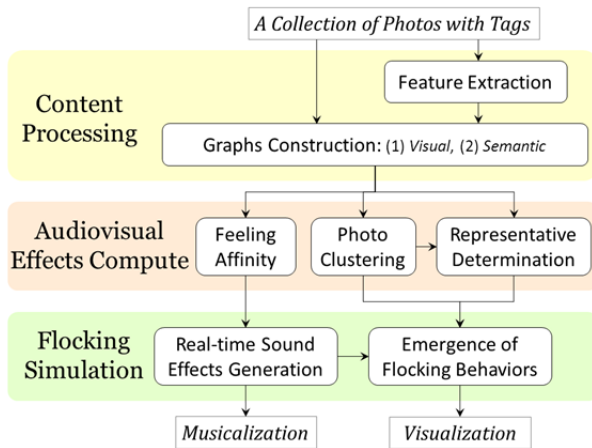 A Collection of Photos with Tags
Content
Processing
Feature Extraction
Graphs Construction: (1) Visual, (2) Semantic
Audiovisual
Effects Compute
Feeling
Affinity
Photo
Clustering
Representative
Determination
Flocking
Simulation
Real-time Sound
Effects Generation
Emergence of
Flocking Behaviors
Musicalization
Visualization